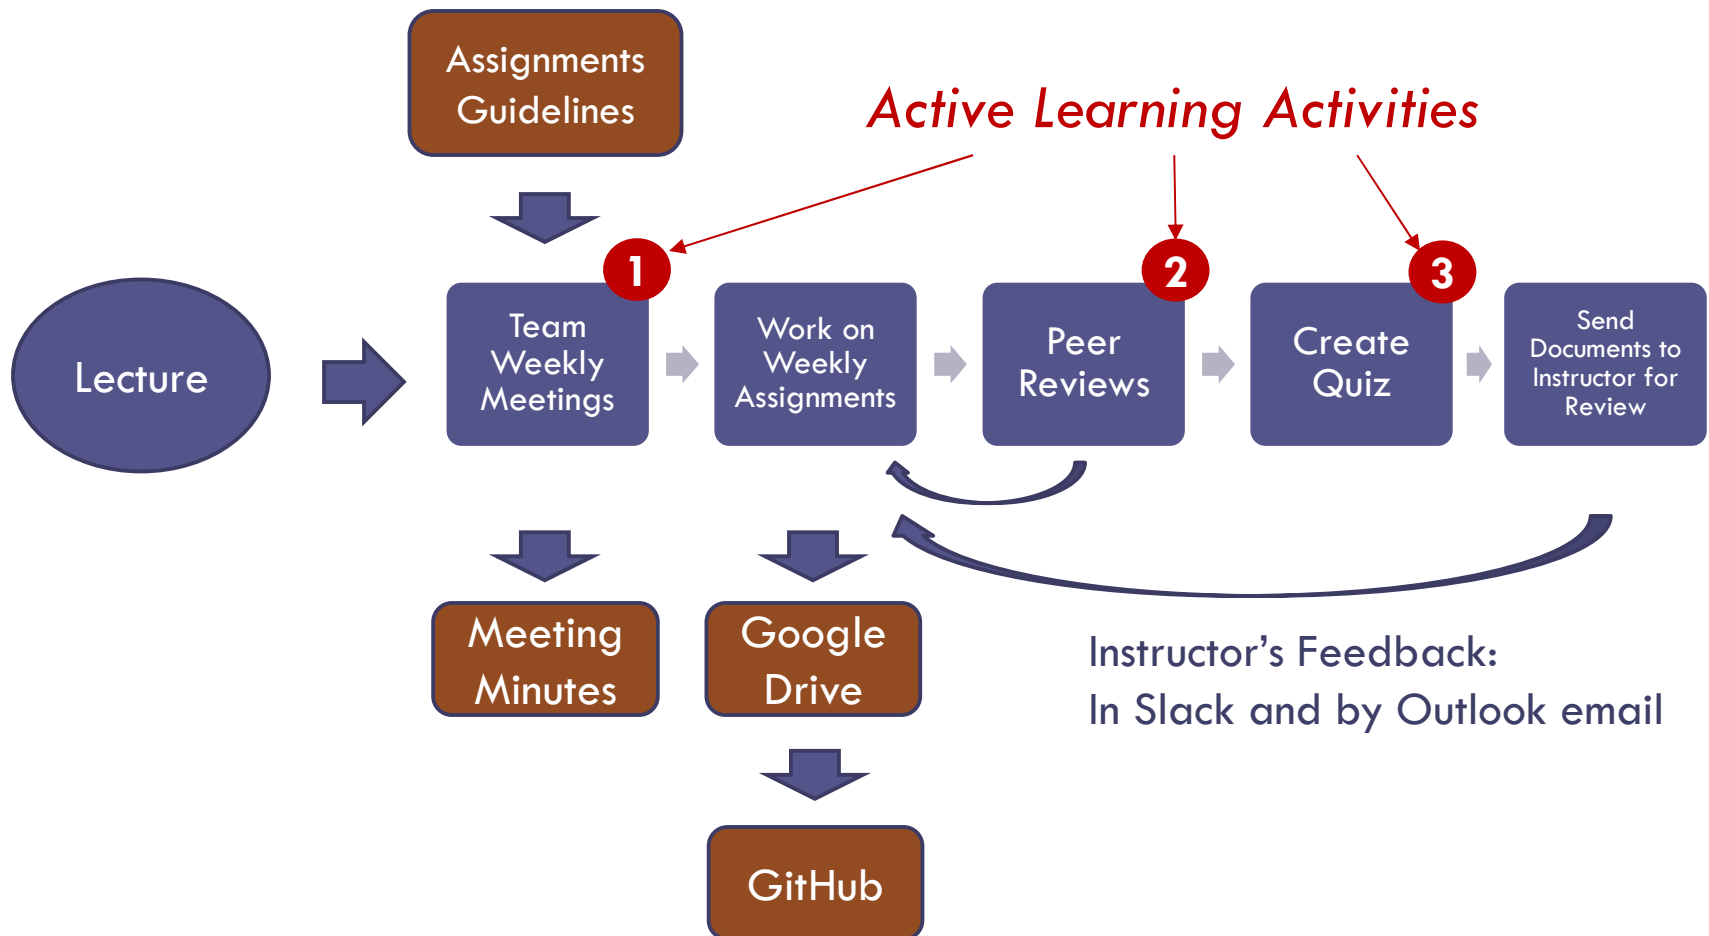 Assignments
Guidelines
Active Learning Activities
1
2
3
Lecture
Team
Weekly
Meetings
Work on
Weekly
Assignments
Peer
Reviews
Create
Quiz
Send
Documents to
Instructor for
Review
Meeting
Minutes
Google
Drive
Instructor’s Feedback:
In Slack and by Outlook email
GitHub